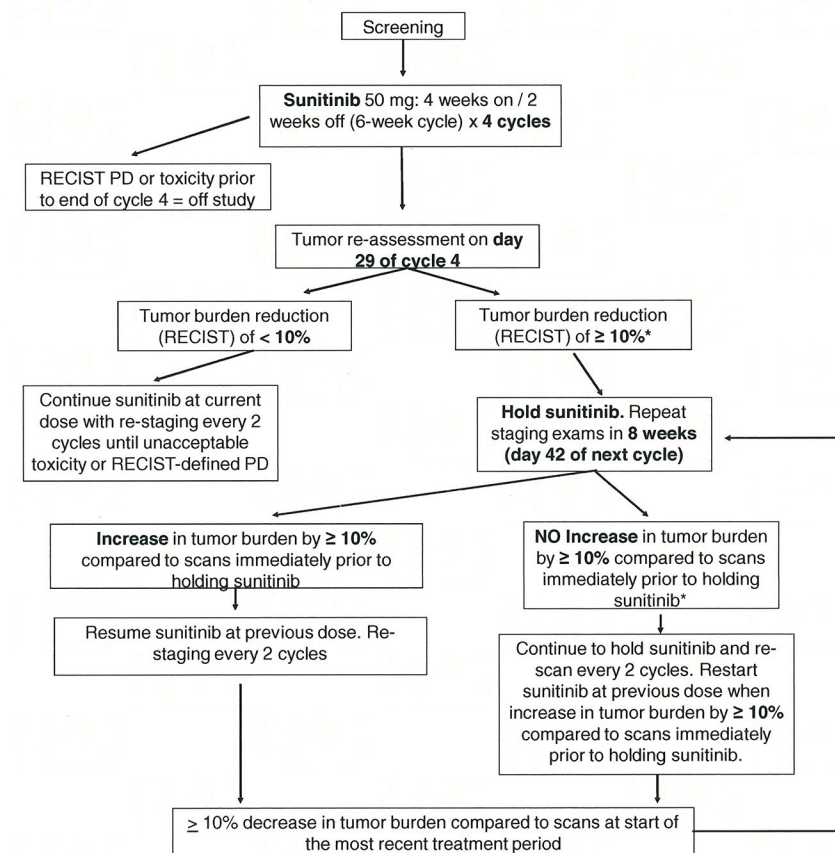 Screening
Sunitinib 50 mg: 4 weeks on / 2
weeks off (6-week cycle) x 4 cycles
RECIST PD or toxicity prior
to end of cycle 4 = off study
Tumor re-assessment on day
29 of cycle 4
Tumor burden reduction
(RECIST) of < 10%
Tumor burden reduction
(RECIST) of ≥ 10%*
Continue sunitinib at current
dose with re-staging every 2
cycles until unacceptable
toxicity or RECIST-defined PD
Hold sunitinib. Repeat
staging exams in 8 weeks
(day 42 of next cycle)
Increase in tumor burden by ≥ 10%
compared to scans immediately prior to
holding sunitinib
NO Increase in tumor burden
by ≥ 10% compared to scans
immediately prior to holding
sunitinib*
Resume sunitinib at previous dose. Re-
staging every 2 cycles
Continue to hold sunitinib and re-
scan every 2 cycles. Restart
sunitinib at previous dose when
increase in tumor burden by ≥ 10%
compared to scans immediately
prior to holding sunitinib.
≥ 10% decrease in tumor burden compared to scans at start of
the most recent treatment period